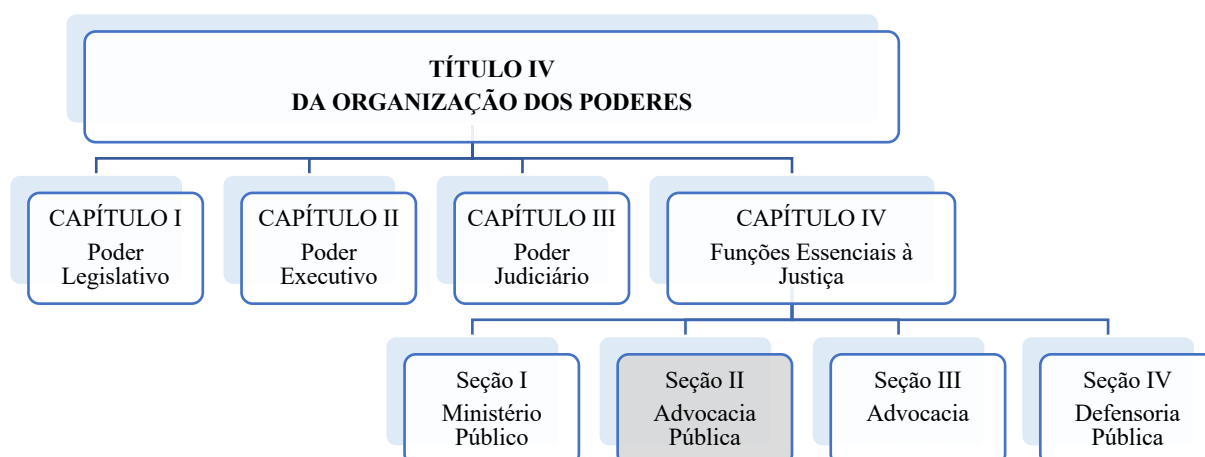 TÍTULO IV
DA ORGANIZAÇÃO DOS PODERES
CAPÍTULO I
Poder
Legislativo
CAPÍTULO II
Poder
Executivo
CAPÍTULO III
Poder
Judiciário
CAPÍTULO IV
Funções Essenciais à
Justiça
Seção I
Ministério
Público
Seção II
Advocacia
Pública
Seção III
Advocacia
Seção IV
Defensoria
Pública